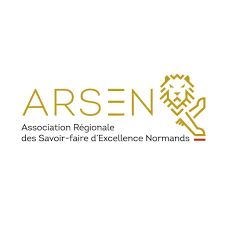 ARSEN
Association Régionale
des Savoir-faire d'Excellence Normands